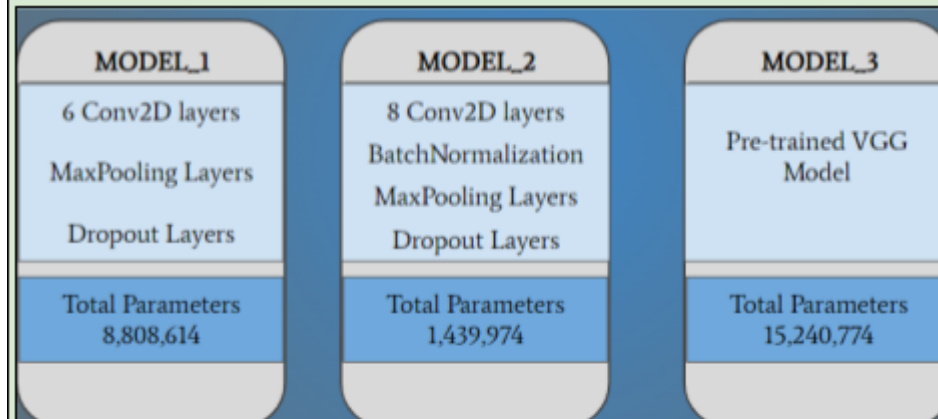 MODEL_1
6 Conv2D layers
MaxPooling Layers
Dropout Layers
Total Parameters
8,808,614
MODEL_2
8 Conv2D layers
BatchNormalization
MaxPooling Layers
Dropout Layers
Total Parameters
1,439,974
MODEL_3
Pre-trained VGG
Model
Total Parameters
15,240,774